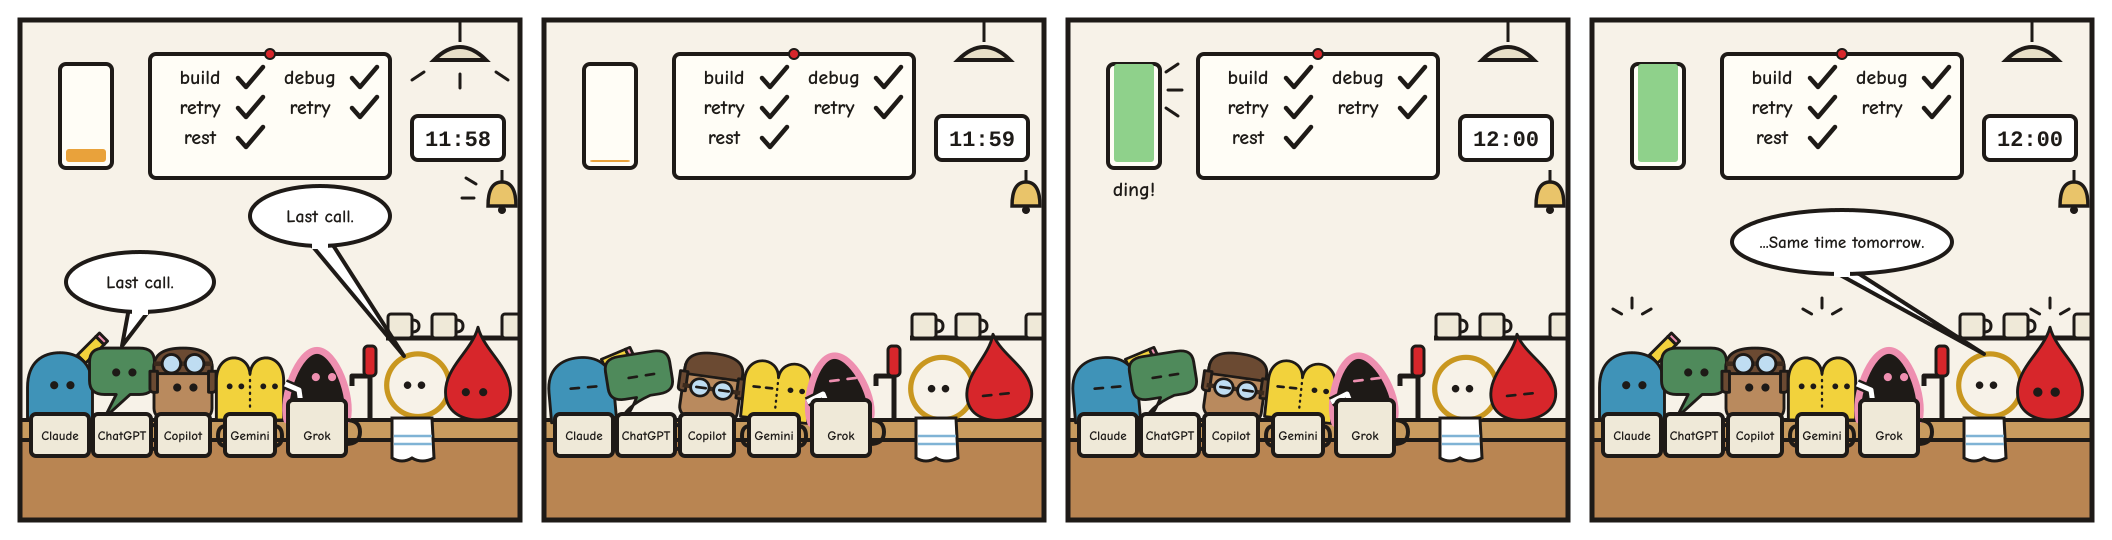 build debug
retry retry
rest
11:58
Last call.
Last call.
Claude ChatGPT Copilot Gemini Grok
build debug
retry retry
rest
11:59
Claude ChatGPT Copilot Gemini Grok
build debug
retry retry
rest
12:00
ding!
Claude ChatGPT Copilot Gemini Grok
build debug
retry retry
rest
12:00
...Same time tomorrow.
Claude ChatGPT Copilot Gemini Grok